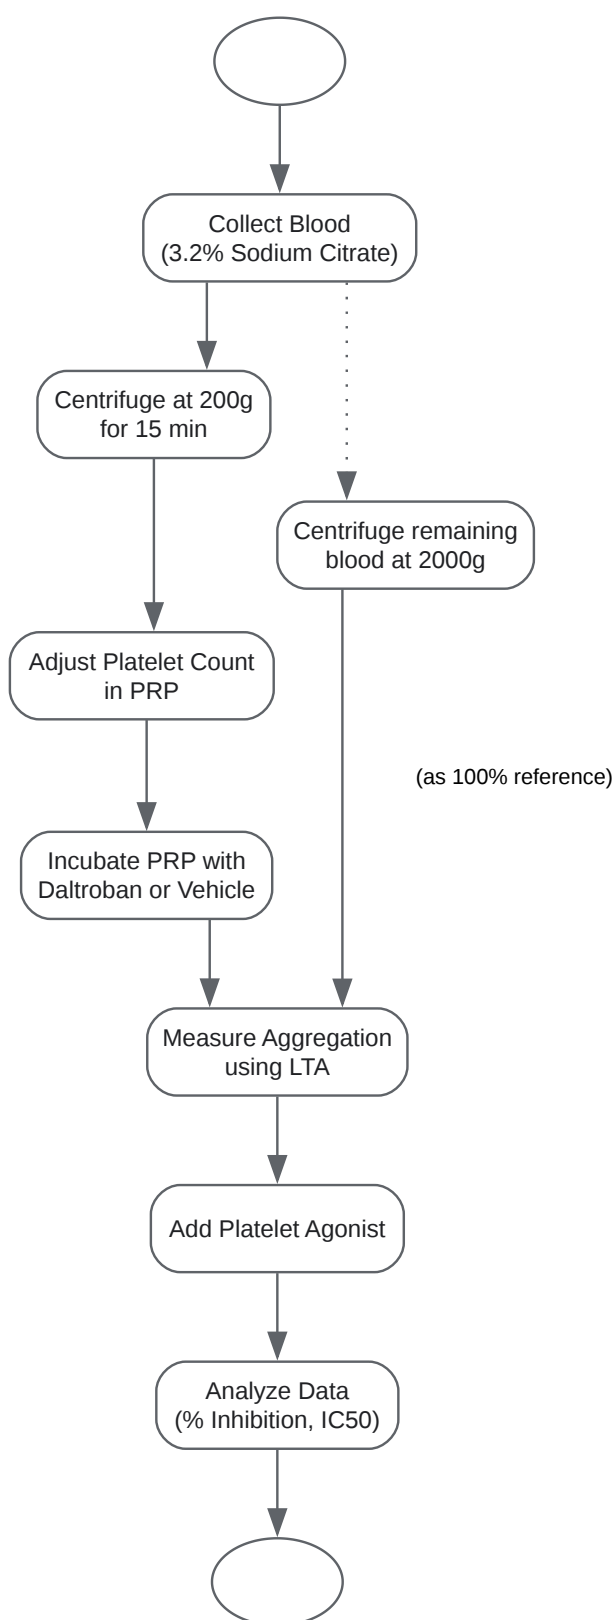 Collect Blood
(3.2% Sodium Citrate)
Centrifuge at 200g
for 15 min
Centrifuge remaining
blood at 2000g
Adjust Platelet Count
in PRP
(as 100% reference)
Incubate PRP with
Daltroban or Vehicle
Measure Aggregation
using LTA
Add Platelet Agonist
Analyze Data
(% Inhibition, IC50)